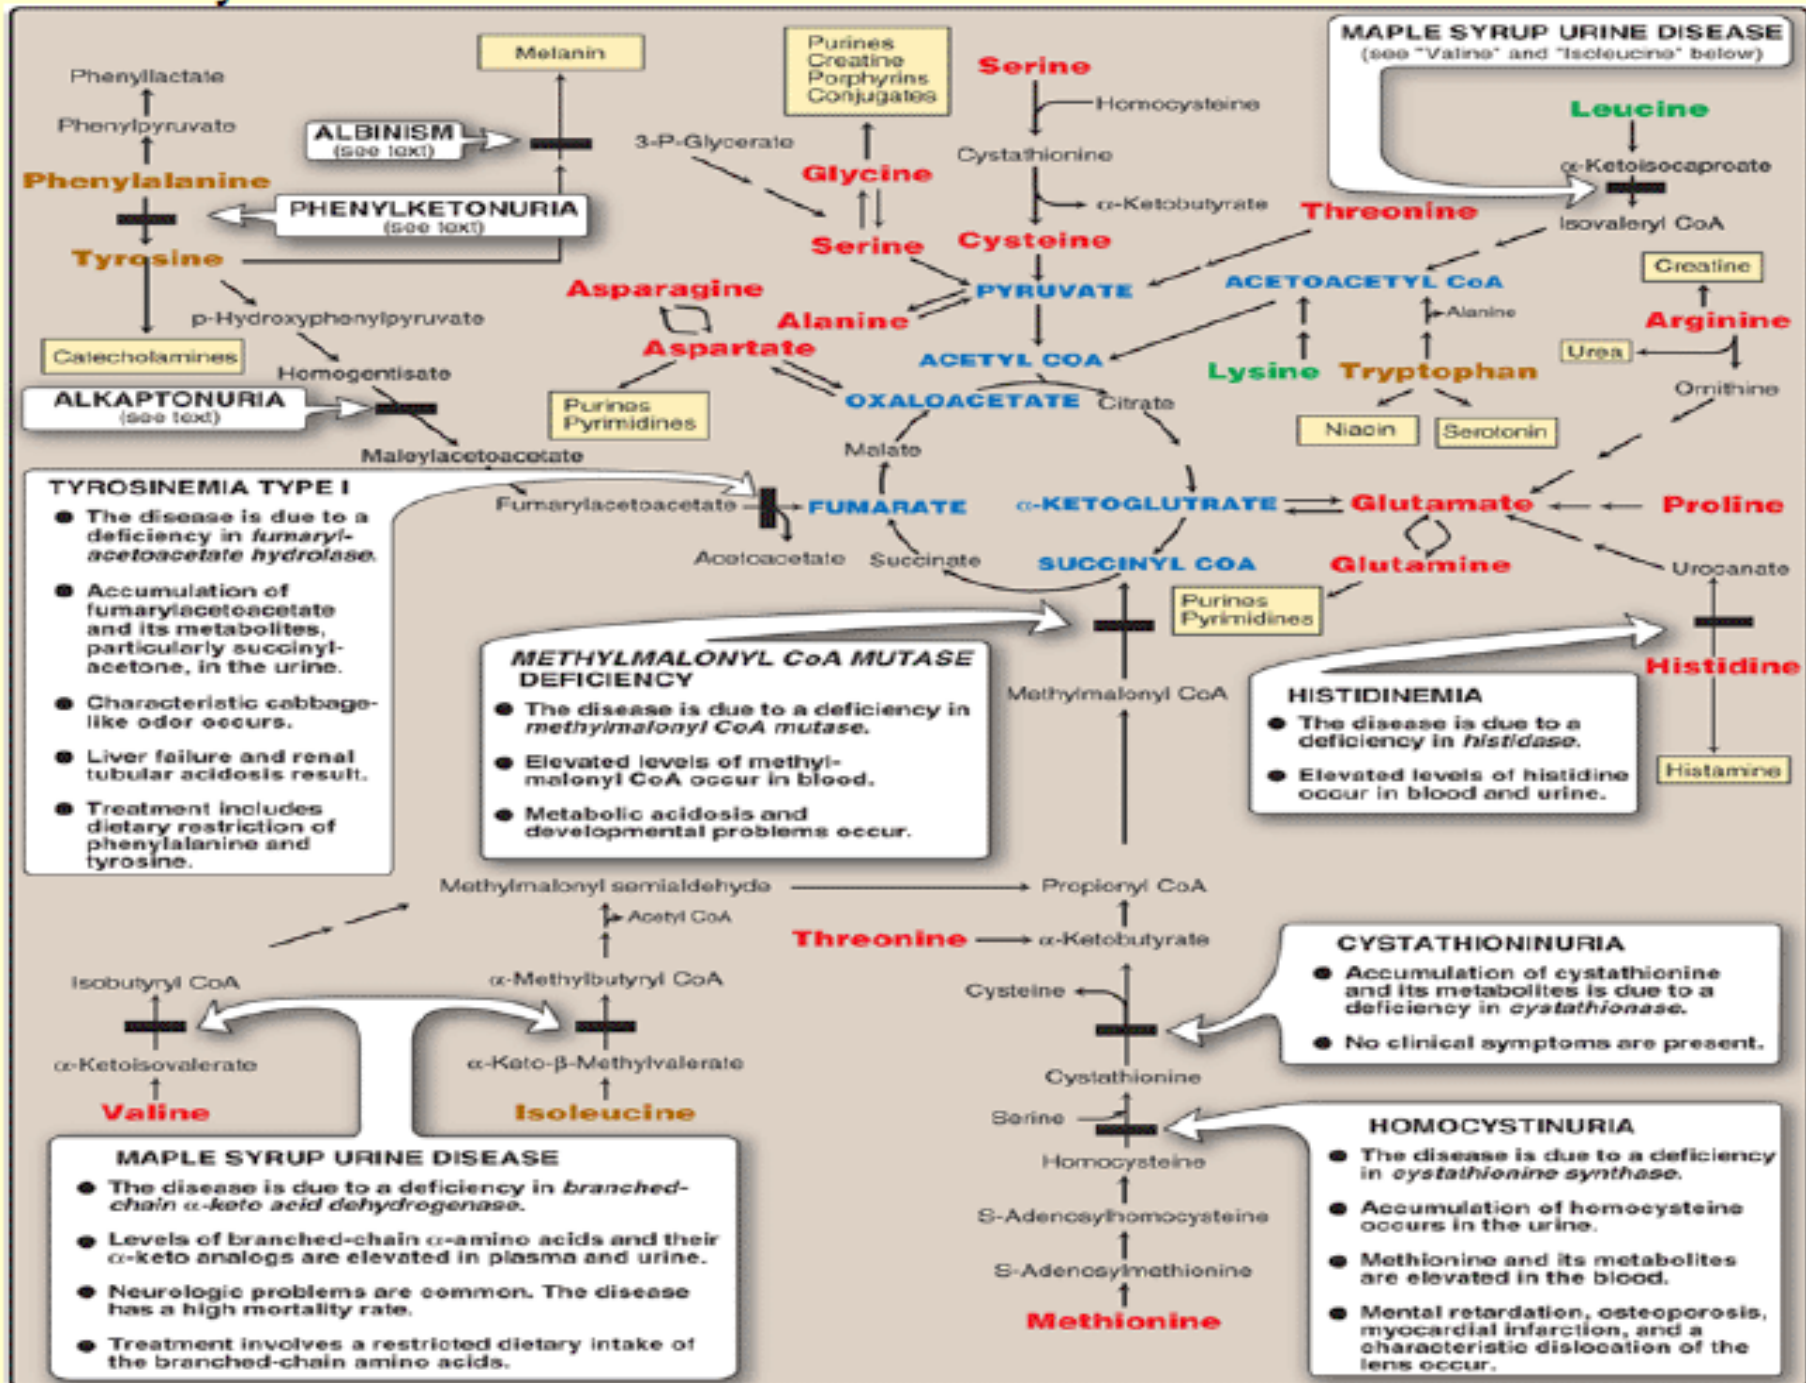 MAPLE SYRUP URINE DISEASE
(see "Valine" and "Isoleucine" below)
Melanin
Purines
Creatine
Porphyrins
Conjugates
Serine
Homocysteine
Phenyllactate
Phenylpyruvate
ALBINISM
(see text)
3-P-Glycerate
Cystathionine
Leucine
α-Ketoisocaproate
Phenylalanine
Glycine
α-Ketobutyrate
Threonine
Isovaleryl CoA
PHENYLKETONURIA
(see text)
Serine
Cysteine
Tyrosine
Asparagine
PYRUVATE
ACETOACETYL CoA
Creatine
p-Hydroxyphenylpyruvate
Alanine
Alanine
Arginine
Catecholamines
Aspartate
ACETYL COA
Urea
Homogentisate
Lysine
Tryptophan
Ornithine
ALKAPTONURIA
(see text)
Purines
Pyrimidines
OXALOACETATE
Citrate
Niacin
Serotonin
Maleylacetoacetate
Malate
TYROSINEMIA TYPE I
● The disease is due to a
deficiency in fumaryl-
acetoacetate hydrolase.
● Accumulation of
fumarylacetoacetate
and its metabolites,
particularly succinyl-
acetone, in the urine.
● Characteristic cabbage-
like odor occurs.
● Liver failure and renal
tubular acidosis result.
● Treatment includes
dietary restriction of
phenylalanine and
tyrosine.
Fumarylacetoacetate
FUMARATE
α-KETOGLUTRATE
Glutamate
Proline
Acetoacetate
Succinate
SUCCINYL COA
Glutamine
Urocanate
Purines
Pyrimidines
METHYLMALONYL CoA MUTASE
DEFICIENCY
● The disease is due to a deficiency in
methylmalonyl CoA mutase.
● Elevated levels of methyl-
malonyl CoA occur in blood.
● Metabolic acidosis and
developmental problems occur.
Methylmalonyl CoA
Histidine
HISTIDINEMIA
● The disease is due to a
deficiency in histidase.
● Elevated levels of histidine
occur in blood and urine.
Histamine
Methylmalonyl semialdehyde
Propionyl CoA
Acetyl CoA
Threonine
α-Ketobutyrate
Isobutyryl CoA
α-Methylbutyryl CoA
Cysteine
CYSTATHIONINURIA
● Accumulation of cystathionine
and its metabolites is due to a
deficiency in cystathionase.
● No clinical symptoms are present.
α-Ketoisovalerate
α-Keto-β-Methylvalerate
Cystathionine
Valine
Isoleucine
Serine
Homocysteine
MAPLE SYRUP URINE DISEASE
● The disease is due to a deficiency in branched-
chain α-keto acid dehydrogenase.
● Levels of branched-chain α-amino acids and their
α-keto analogs are elevated in plasma and urine.
● Neurologic problems are common. The disease
has a high mortality rate.
● Treatment involves a restricted dietary intake of
the branched-chain amino acids.
S-Adenosylhomocysteine
S-Adenosylmethionine
Methionine
HOMOCYSTINURIA
● The disease is due to a deficiency
in cystathionine synthase.
● Accumulation of homocysteine
occurs in the urine.
● Methionine and its metabolites
are elevated in the blood.
● Mental retardation, osteoporosis,
myocardial infarction, and a
characteristic dislocation of the
lens occur.